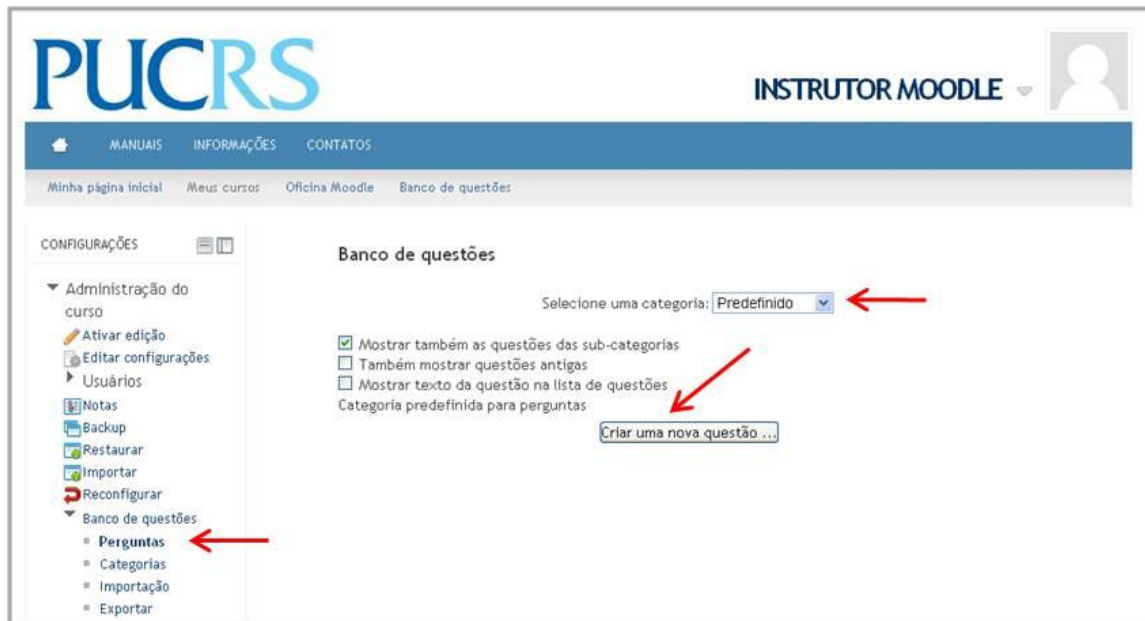 PUCRS
INSTRUTOR MOODLE
MANUAIS INFORMAÇÕES CONTATOS
Minha página inicial Meus cursos Oficina Moodle Banco de questões
CONFIGURAÇÕES
Administração do
curso
Ativar edição
Editar configurações
Usuários
Notas
Backup
Restaurar
Importar
Reconfigurar
Banco de questões
Perguntas
Categorias
Importação
Exportar
Banco de questões
Selecione uma categoria: Predefinido
Mostrar também as questões das sub-categorias
Também mostrar questões antigas
Mostrar texto da questão na lista de questões
Categoria predefinida para perguntas
Criar uma nova questão ...